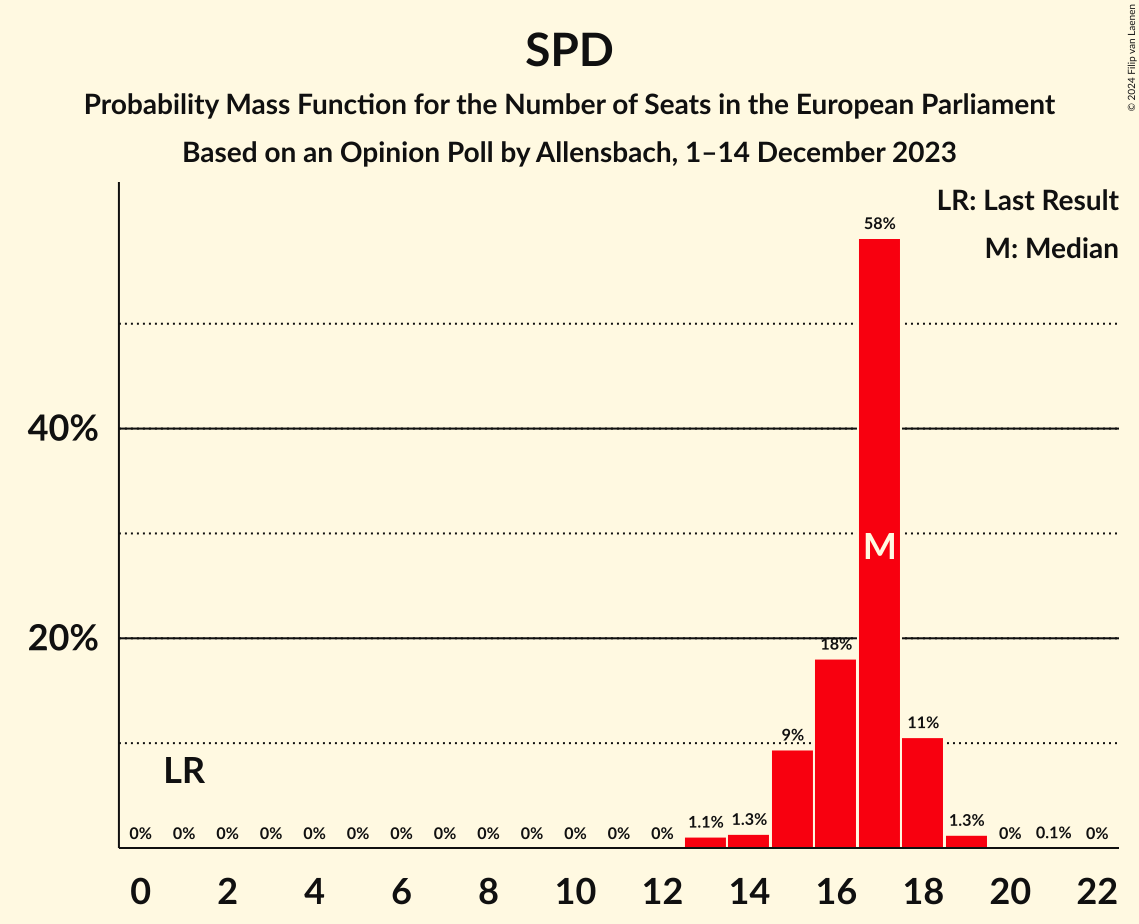 SPD
Probability Mass Function for the Number of Seats in the European Parliament
Based on an Opinion Poll by Allensbach, 1–14 December 2023
© 2024 Filip van Laenen
LR: Last Result
M: Median
58%
40%
M
20%
18%
11%
9%
LR
1.1% 1.3% 1.3%
0% 0% 0% 0% 0% 0% 0% 0% 0% 0% 0% 0% 0% 0% 0.1% 0%
0 2 4 6 8 10 12 14 16 18 20 22